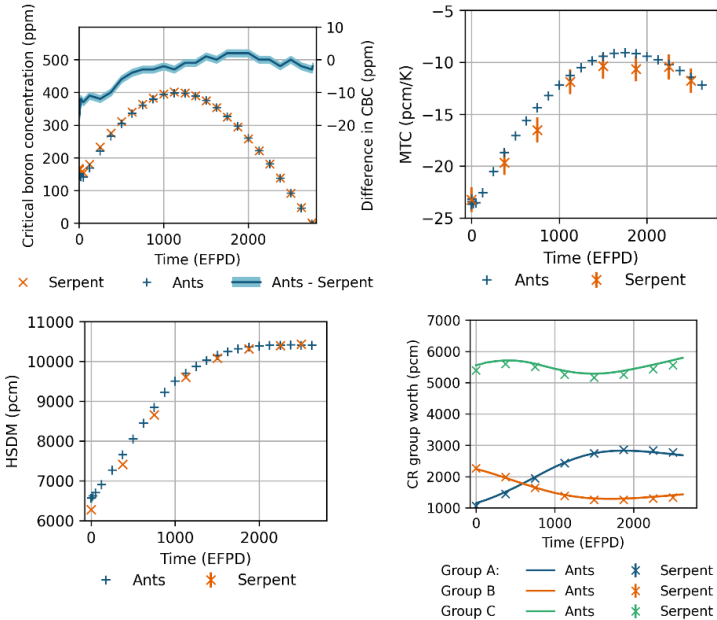 Critical boron concentration (ppm)
500
400
300
200
100
0
10
0
−10
−20
Difference in CBC (ppm)
0
1000
2000
Time (EFPD)
Serpent
Ants
Ants - Serpent
MTC (pcm/K)
−5
−10
−15
−20
−25
0
1000
2000
Time (EFPD)
Ants
Serpent
HSDM (pcm)
11000
10000
9000
8000
7000
6000
0
1000
2000
Time (EFPD)
Ants
Serpent
CR group worth (pcm)
7000
6000
5000
4000
3000
2000
1000
0
1000
2000
Time (EFPD)
Group A: Ants Serpent
Group B Ants Serpent
Group C Ants Serpent